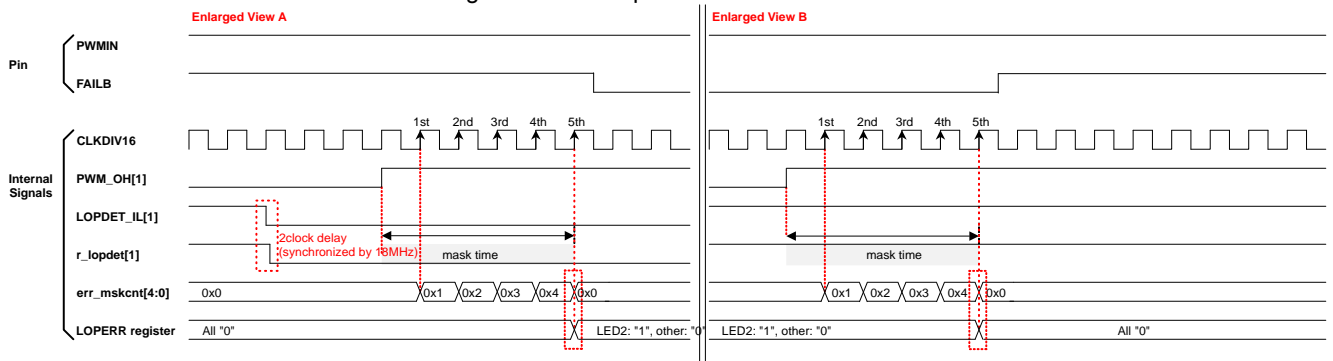 Enlarged View A
Enlarged View B
Pin
PWMIN
FAILB
Internal
Signals
CLKDIV16
1st 2nd 3rd 4th 5th
1st 2nd 3rd 4th 5th
PWM_OH[1]
LOPDET_IL[1]
2clock delay
(synchronized by 18MHz)
r_lopdet[1]
mask time
mask time
err_mskcnt[4:0]
0x0 0x1 0x2 0x3 0x4 0x0
0x1 0x2 0x3 0x4 0x0
LOPERR register
All "0" LED2: "1", other: "0"
LED2: "1", other: "0" All "0"